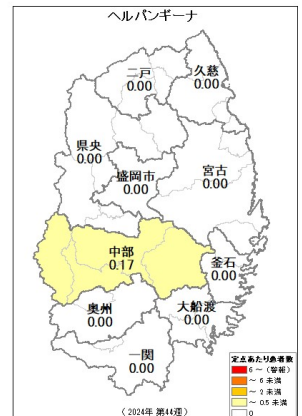 ヘルパンギーナ
二戸
0.00
久慈
0.00
県央
0.00
盛岡市
0.00
宮古
0.00
中部
0.17
釜石
0.00
奥州
0.00
大船渡
0.00
一関
0.00
定点あたり患者数
6 ～ (警報)
～ 6 未満
～ 2 未満
～ 0.5 未満
0
( 2024年 第44週 )